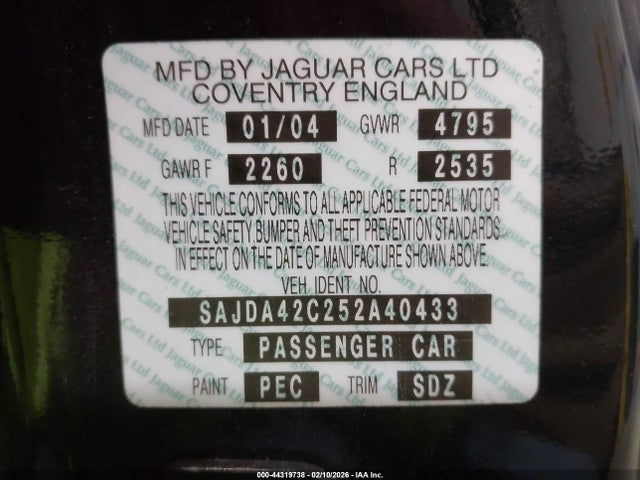 MFD BY JAGUAR CARS LTD
COVENTRY ENGLAND
MFD DATE 01/04 GVWR 4795
GAWR F 2260 R 2535
THIS VEHICLE CONFORMS TO ALL APPLICABLE FEDERAL MOTOR
VEHICLE SAFETY BUMPER AND THEFT PREVENTION STANDARDS
IN EFFECT ON THE DATE OF MANUFACTURE SHOWN ABOVE.
VEH IDENT NO.
SAJDA42C252A40433
TYPE PASSENGER CAR
PAINT PEC TRIM SDZ
000-44319738 - 02/10/2026 - IAA Inc.